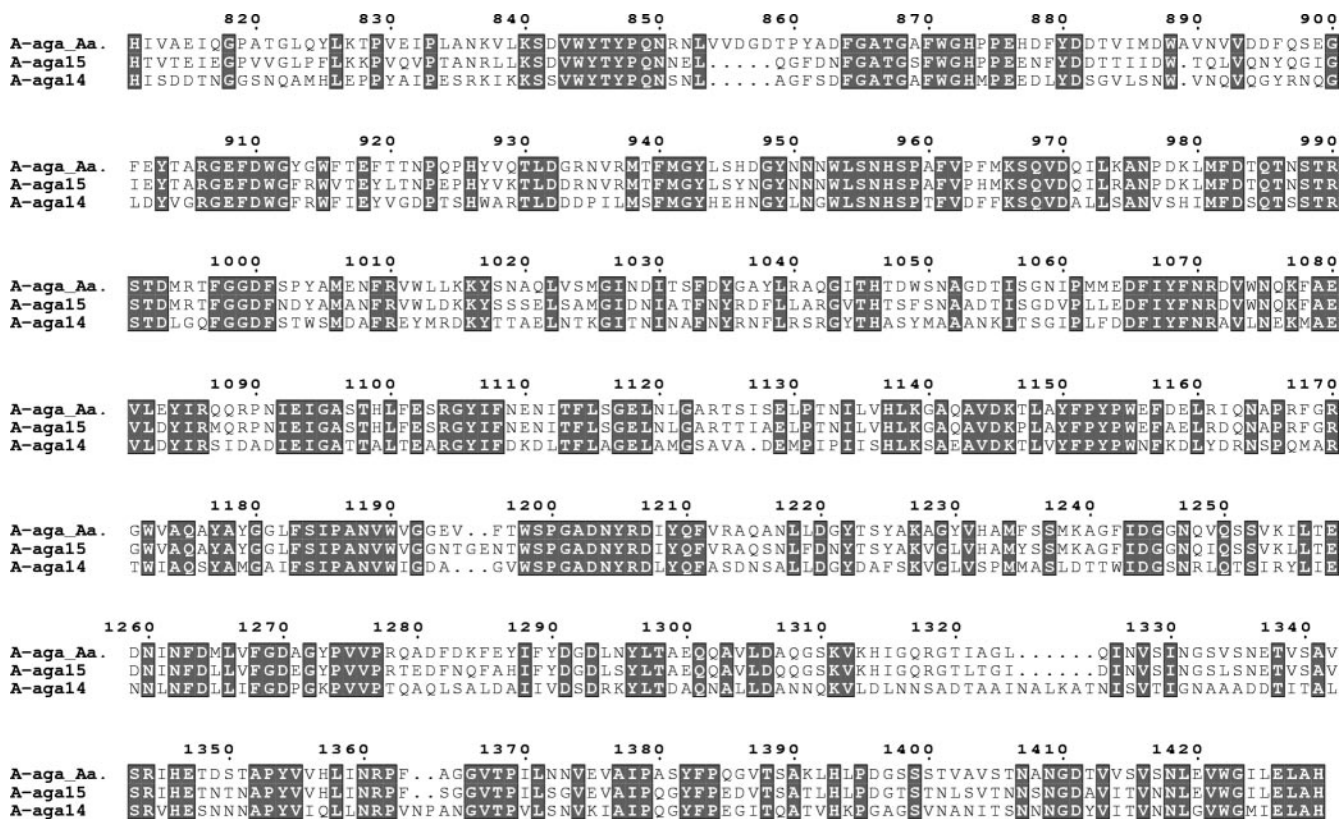 820 830 840 850 860 870 880 890 900
A-aga_Aa. HIVAEIQGPATGLQYLKTPVEIPLANKVLKSDVWYTYPQNRNLVVDGDTPYADFGATGAFWGHPPEHDFYDDTVIMDWAVNVVDDFQSEG
A-aga15 HTVTEIEGPVVGLPFLKKPVQVPTANRLLKSDVWYTYPQNNEL.....QGFDNFGATGSFWGHPPEENFYDDTTIIDW.TQLVQNYQGIG
A-aga14 HISDDTNGGSNQAMHLEPPYAIPESRKIKKSSVWYTYPQNSNL.....AGFSDFGATGAFWGHMPEEDLYDSGVLSNW.VNQVQGYRNQG
910 920 930 940 950 960 970 980 990
A-aga_Aa. FEYTARGEFDWGYGWFTEFTTNPQPHYVQTLDGRNVRMTFMGYLSHDGYNNNWLSNHSPAFVPFMKSQVDQILKANPDKLMFDTQTNSTR
A-aga15 IEYTARGEFDWGFRWVTEYLTNPEPHYVKTLDDRNVRMTFMGYLSYNGYNNNWLSNHSPAFVPHMKSQVDQILRANPDKLMFDTQTNSTR
A-aga14 LDYVGRGEFDWGFRWFIEYVGDPTSHWARTLDDDPILMSFMGYHEHNGYLNGWLSNHSPTFVDFFKSQVDALLSANVSHIMFDSQTSSTR
1000 1010 1020 1030 1040 1050 1060 1070 1080
A-aga_Aa. STDMRTFGGDFSPYAMENFRVWLLKKYSNAQLVSMGINDITSFDYGAYLRAQGITHTDWSNAGDTISGNIPMMEDFIYFNRDVWNQKFAE
A-aga15 STDMRTFGGDFNDYAMANFRVWLDKKYSSSELSAMGIDNIATFNYRDFLLARGVTHTSFSNAADTISGDVPLLEDFIYFNRDVWNEKFAE
A-aga14 STDLGQFGGDFSTWSMDAFREYMRDKYTTAELNTKGITNINAFNYRNFLRSRGYTHASYMAAANKITSGIPLFDDFIYFNRAVLNEKMAE
1090 1100 1110 1120 1130 1140 1150 1160 1170
A-aga_Aa. VLEYIRQQRPNIEIGASTHLFESRGYIFNENITFLSGELNLGARTSISELPTNILVHLKGAQAVDKTLAYFPYPWEFDELRIQNAPRFGR
A-aga15 VLDYIRMQRPNIEIGASTHLFESRGYIFNENITFLSGELNLGARTTIAELPTNILVHLKGAQAVDKPLAYFPYPWEFAELRDQNAPRFGR
A-aga14 VLDYIRSIDADIEIGATTALTEARGYIFDKDLTFLAGELAMGSAVA.DEMPIPIISHLKSAEAVDKTLVYFPYPWNFKDLYDRNSPQMAR
1180 1190 1200 1210 1220 1230 1240 1250
A-aga_Aa. GWVAQAYAYGGLFSIPANVWVGGEV..FTWSPGADNYRDIYQFVRAQANLLDGYTSYAKAGYVHAMFSSMKAGFIDGGNQVQSSVKILTE
A-aga15 GWVAQAYAYGGLFSIPANVWVGGNTGENTWSPGADNYRDIYQFVRAQSNLFDNYTSYAKVGLVHAMYSSMKAGFIDGGNQIQSSVKLLTE
A-aga14 TWIAQSYAMGAIFSIPANVWIGDA...GVWSPGADNYRDLYQFASDNSALLDGYDAFSKVGLVSPMMASLDTTWIDGSNRLQTSIRYLIE
1260 1270 1280 1290 1300 1310 1320 1330 1340
A-aga_Aa. DNINFDMLVFGDAGYPVVPRQADFDKFEYIFYDGDLNYLTAEQQAVLDAQGSKVKHIGQRGTIAGL......QINVSINGSVSNETVSAV
A-aga15 DNINFDLLVFGDEGYPVVPRTEDFNQFAHIFYDGDLSYLTAEQQAVLDQQGSKVKHIGQRGTLTGI......DINVSINGSLSNETVSAV
A-aga14 NNLNFDLLIFGDPGKPVVPTQAQLSALDAIIVDSDRKYLTDAQNALLDANNQKVLDLNNSADTAAINALKATNISVTIGNAAADDTITAL
1350 1360 1370 1380 1390 1400 1410 1420
A-aga_Aa. SRIHETDSTAPYVVHLINRPF..AGGVTPILNNVEVAIPASYFPQGVTSAKLHLPDGSSSTVAVSTNANGDTVVSVSNLEVWGILELAH
A-aga15 SRIHETNTNAPYVVHLINRPF..SGGVTPILSGVEVAIPQGYFPEDVTSATLHLPDGTSTNLSVTNNSNGDAVITVNNLEVWGILELAH
A-aga14 SRVHESNNNAPYVIQLLNRPVNPANGVTPVLSNVKIAIPQGYFPEGITQATVHKPGAGSVNANITSNNNGDYVITVNNLGVWGMIELAH